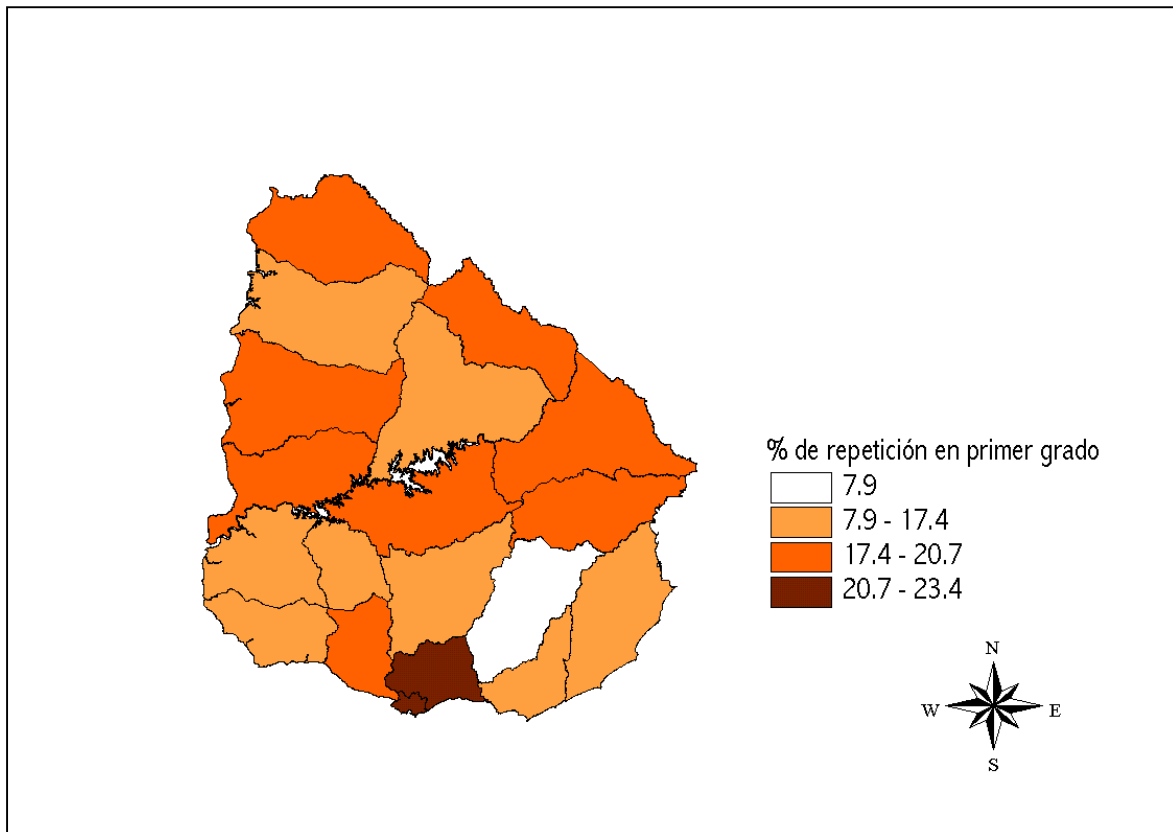 % de repetición en primer grado
7.9
7.9 - 17.4
17.4 - 20.7
20.7 - 23.4
N
W E
S